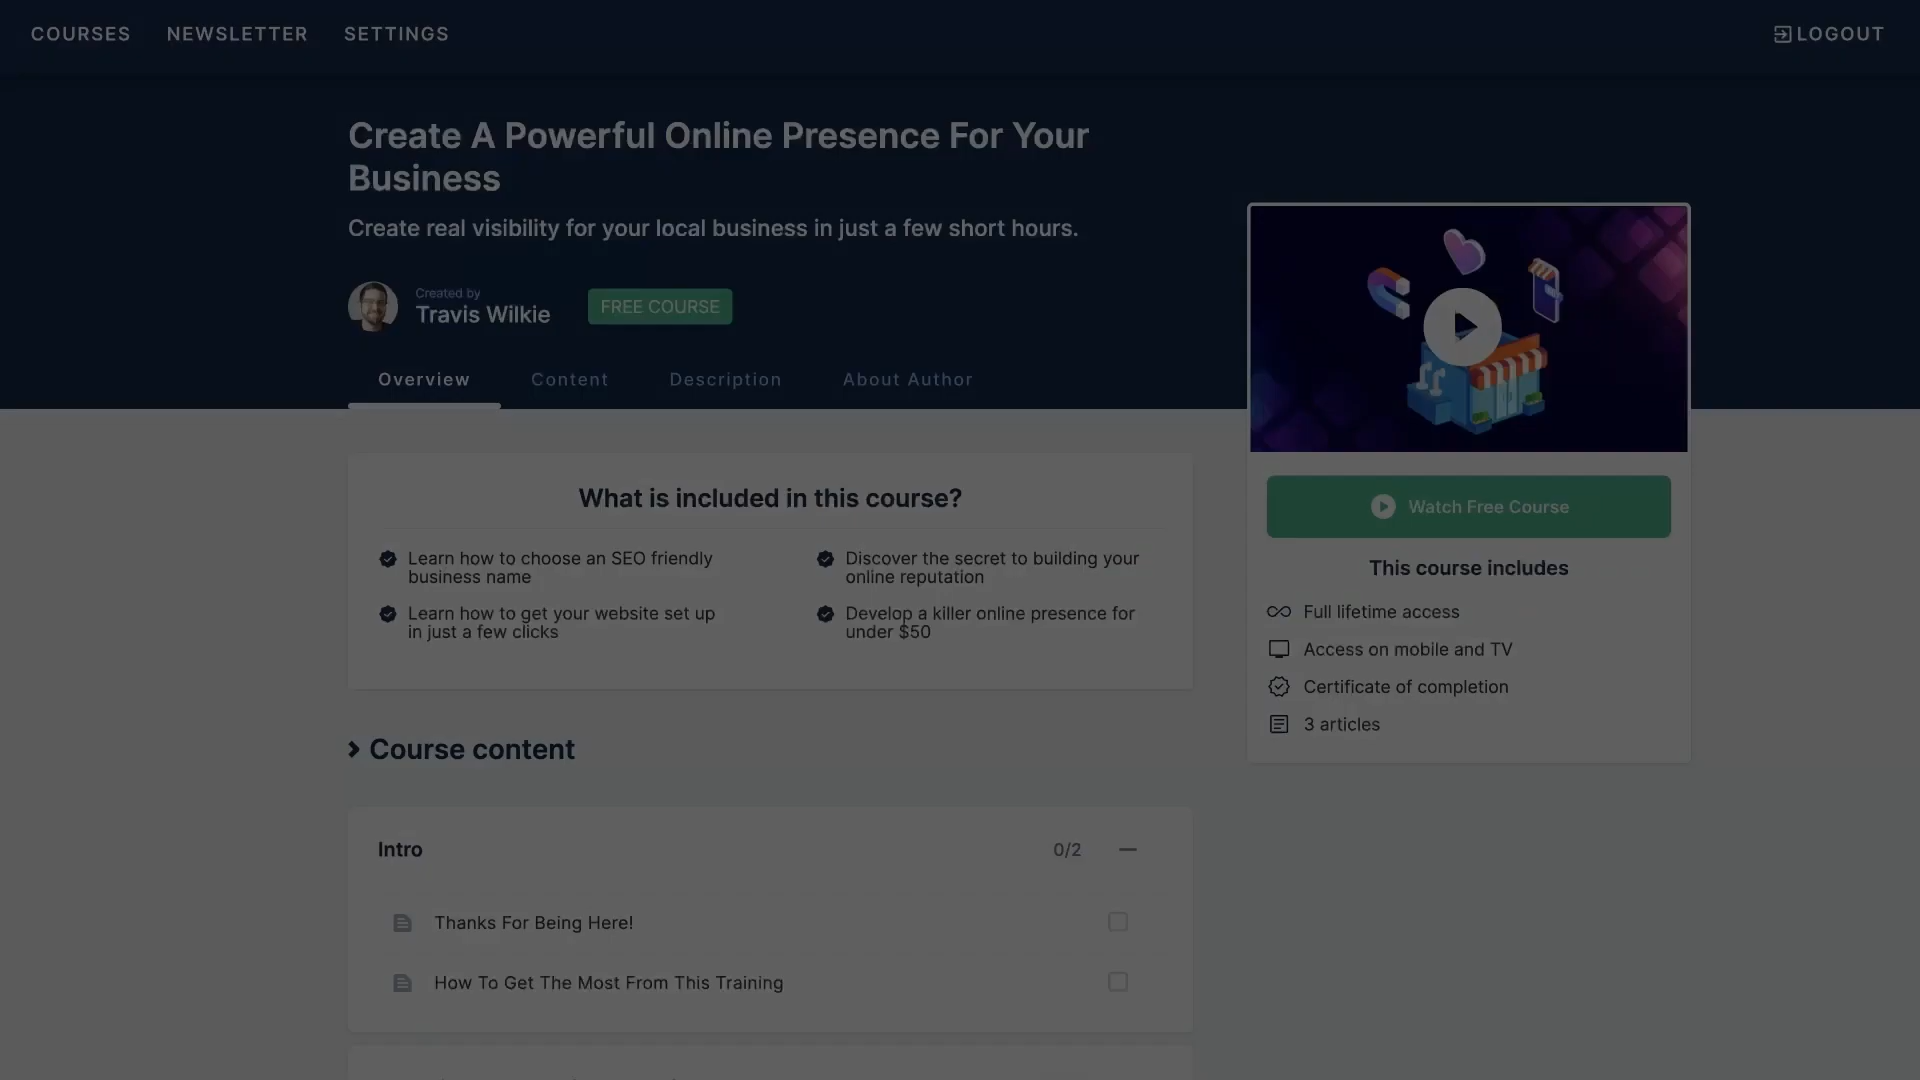 COURSES NEWSLETTER SETTINGS LOGOUT
Create A Powerful Online Presence For Your
Business
Create real visibility for your local business in just a few short hours.
Created by
Travis Wilkie
FREE COURSE
Overview Content Description About Author
What is included in this course?
Learn how to choose an SEO friendly
business name
Discover the secret to building your
online reputation
Learn how to get your website set up
in just a few clicks
Develop a killer online presence for
under $50
Watch Free Course
This course includes
Full lifetime access
Access on mobile and TV
Certificate of completion
3 articles
Course content
Intro 0/2
Thanks For Being Here!
How To Get The Most From This Training